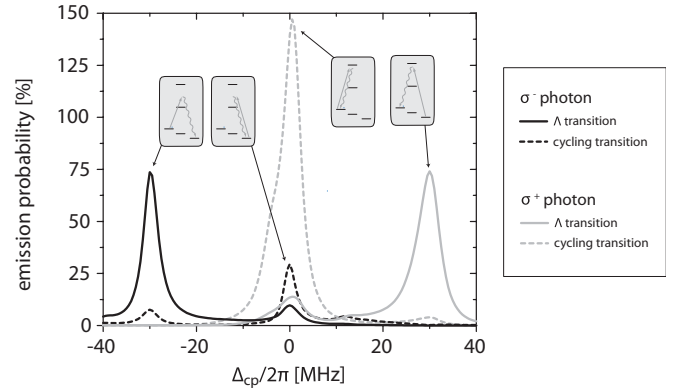 150
125
100
75
50
25
0
emission probability [%]
-40
-20
0
20
40
Δcp/2π [MHz]
σ⁻ photon
Λ transition
cycling transition
σ⁺ photon
Λ transition
cycling transition